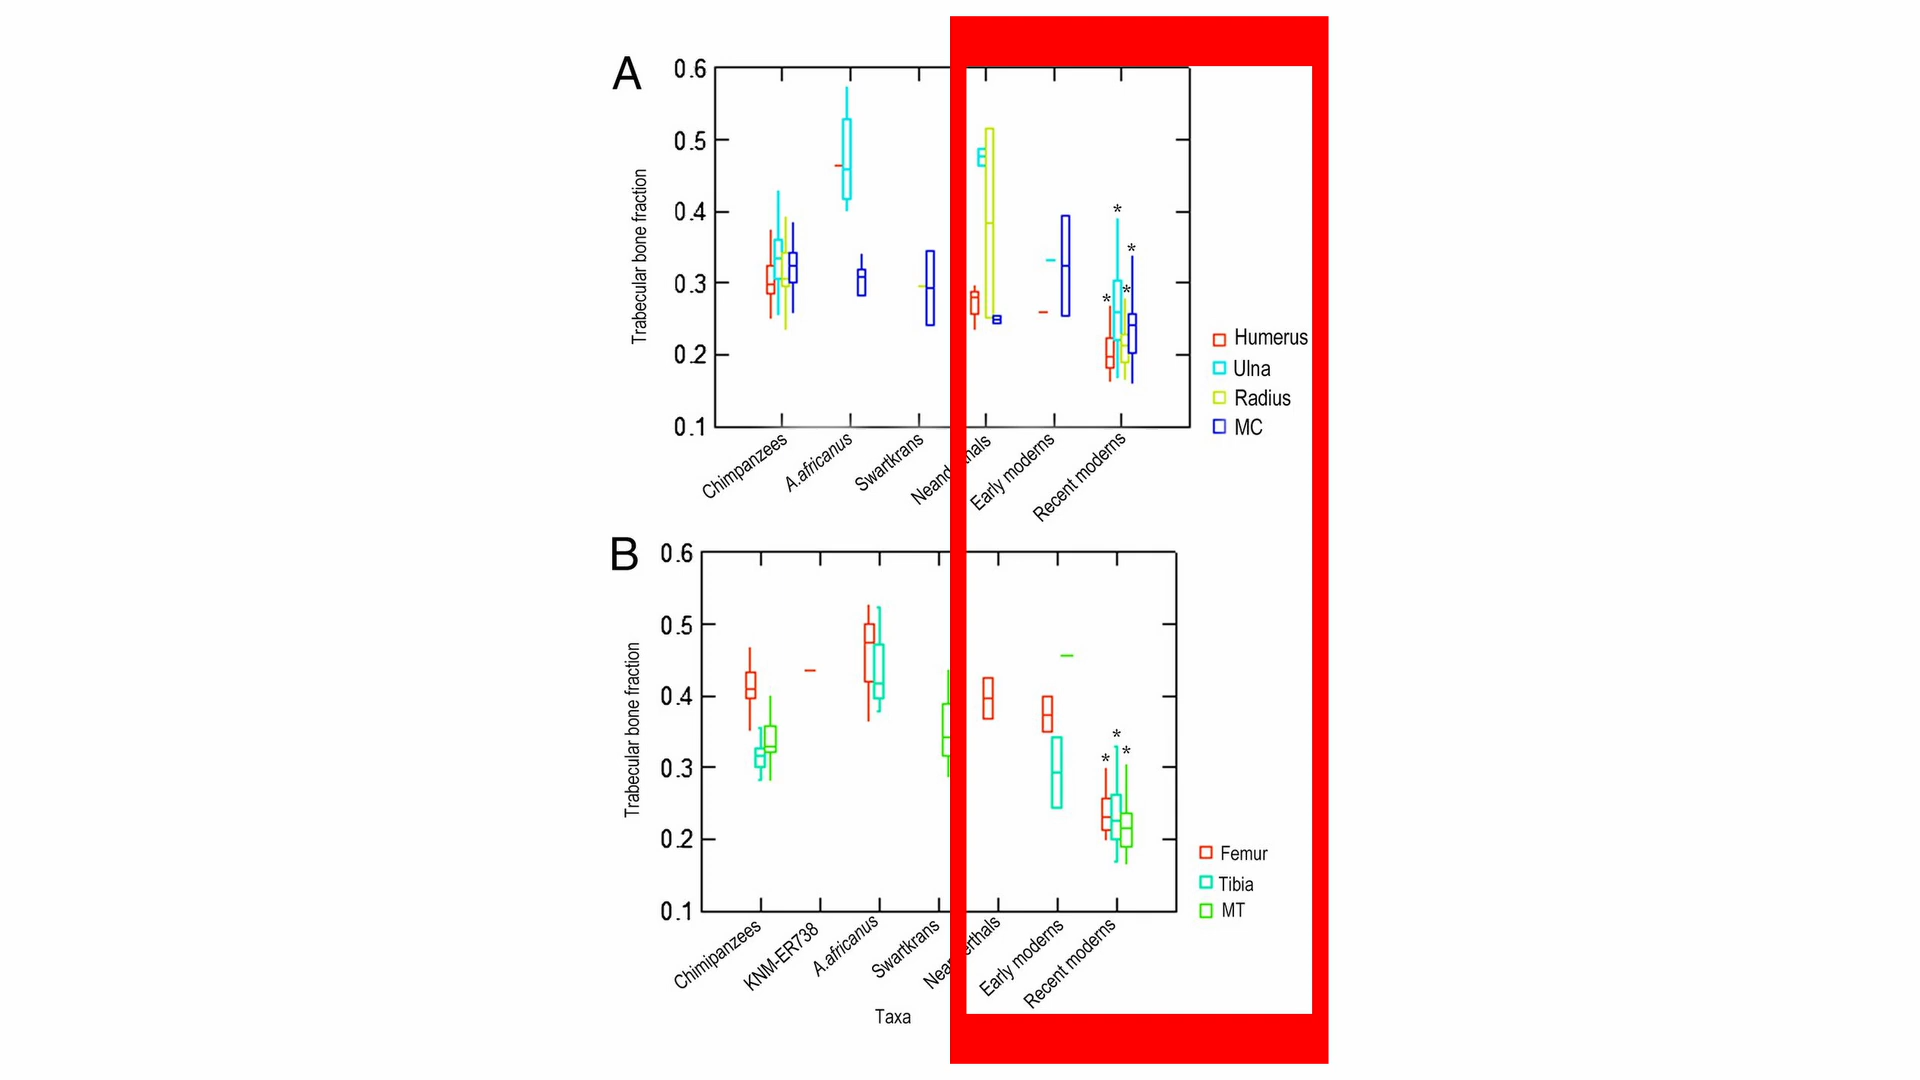 A
0.6
0.5
0.4
0.3
0.2
0.1
Trabecular bone fraction
*
*
*
*
Humerus
Ulna
Radius
MC
Chimpanzees
A.africanus
Swartkrans
Early moderns
Recent moderns
B
0.6
0.5
0.4
0.3
0.2
0.1
Trabecular bone fraction
*
*
*
Femur
Tibia
MT
Chimipanzees
KNM-ER738
A.africanus
Swartkrans
Early moderns
Recent moderns
Taxa